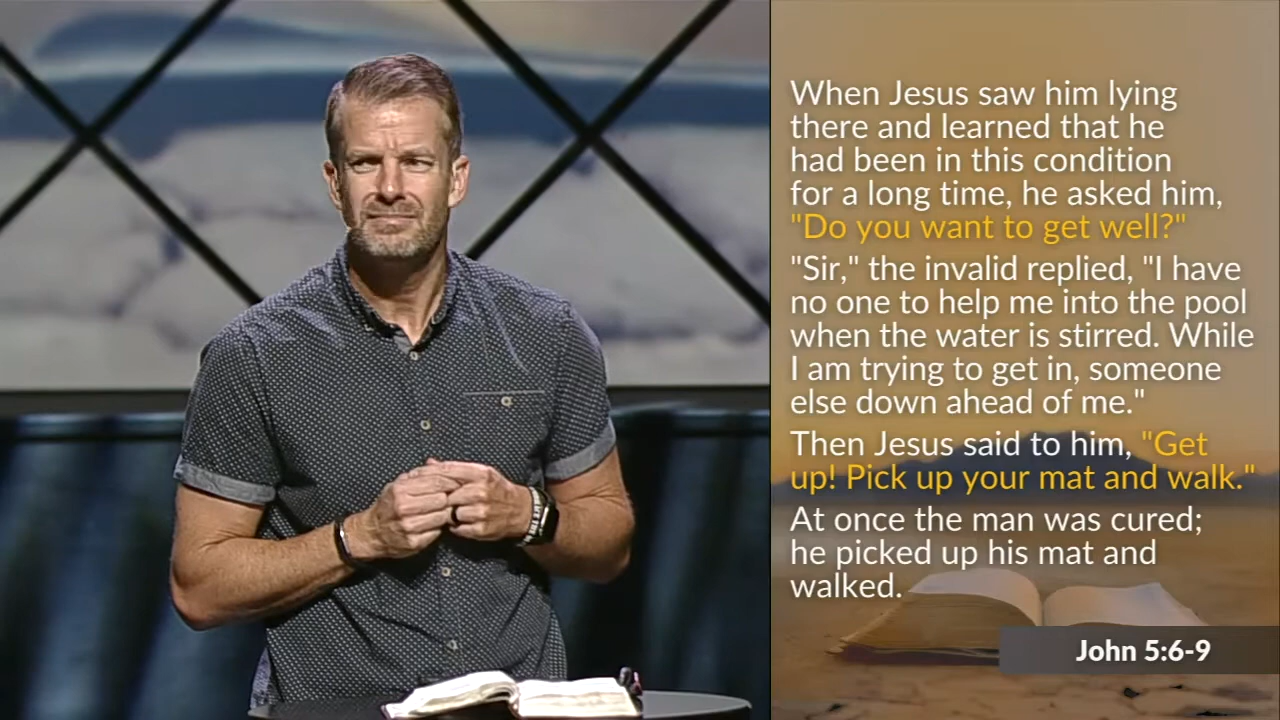 When Jesus saw him lying
there and learned that he
had been in this condition
for a long time, he asked him,
"Do you want to get well?"
"Sir," the invalid replied, "I have
no one to help me into the pool
when the water is stirred. While
I am trying to get in, someone
else down ahead of me."
Then Jesus said to him, "Get
up! Pick up your mat and walk."
At once the man was cured;
he picked up his mat and
walked.
John 5:6-9